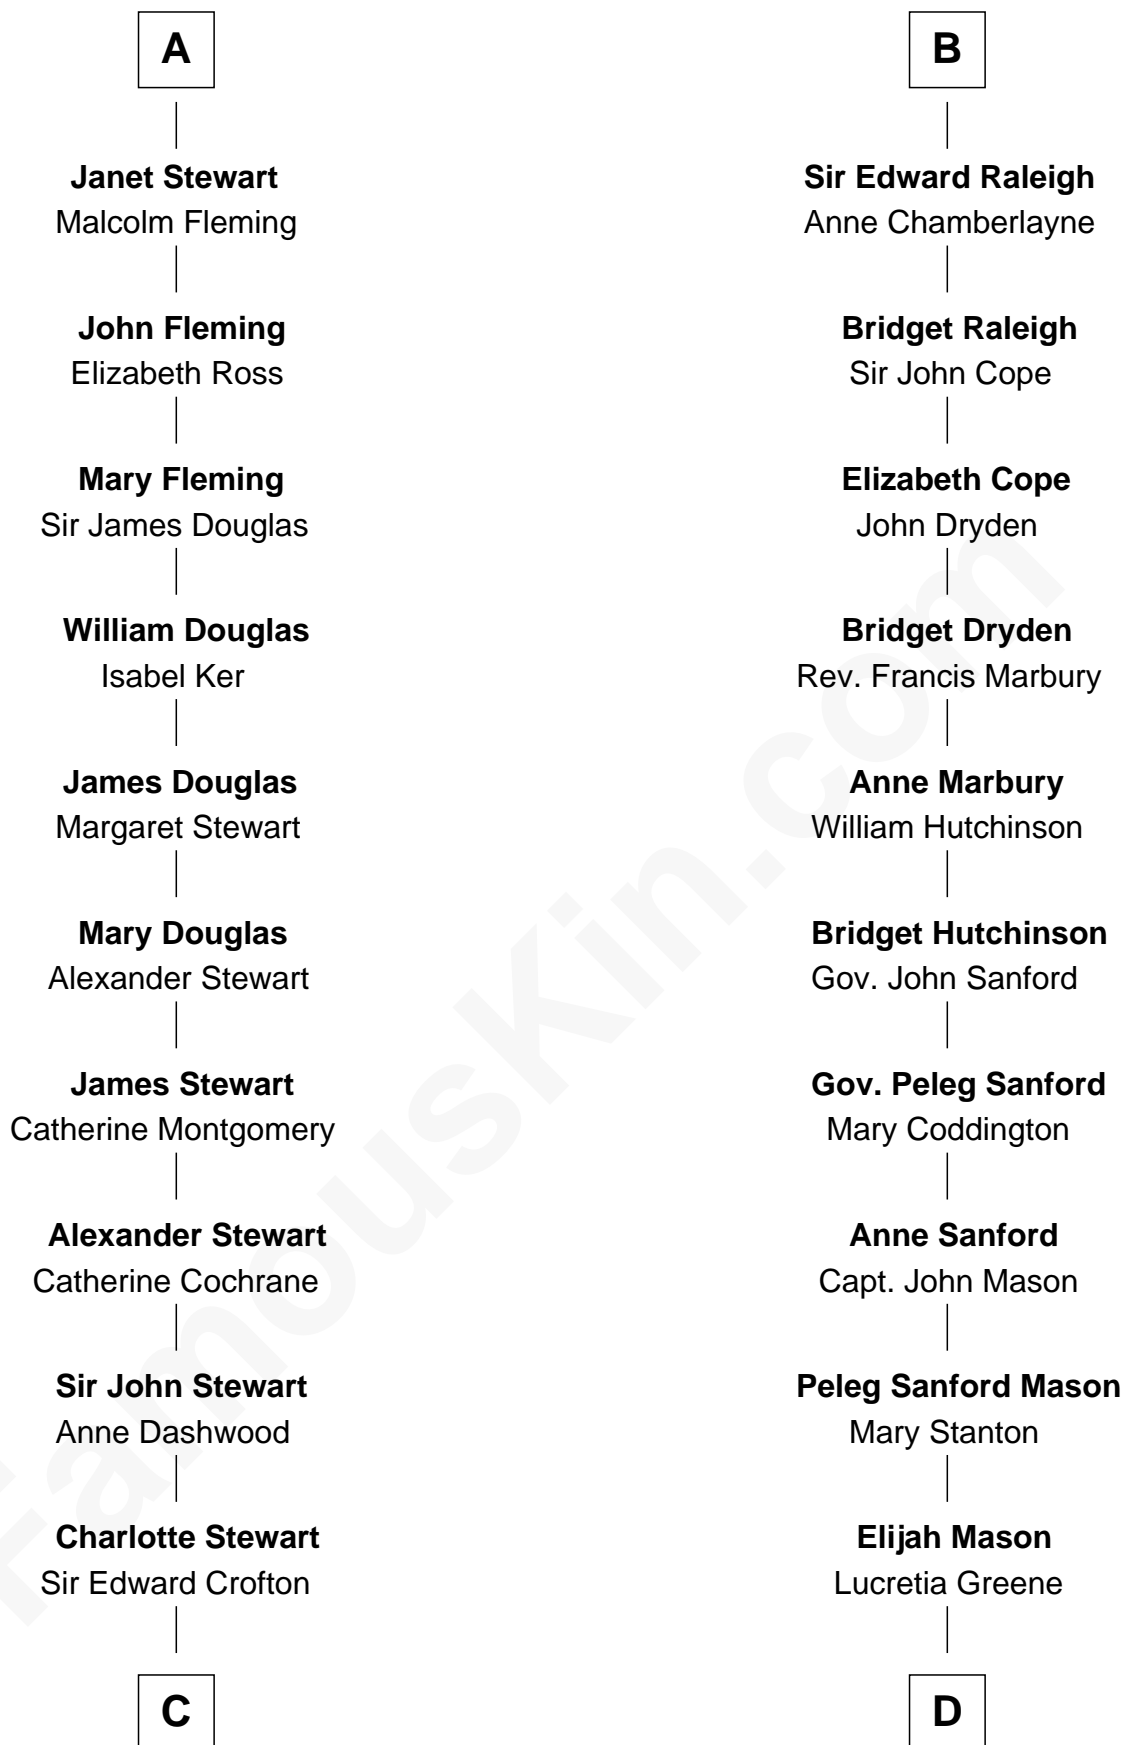 A
Janet Stewart
Malcolm Fleming
John Fleming
Elizabeth Ross
Mary Fleming
Sir James Douglas
William Douglas
Isabel Ker
James Douglas
Margaret Stewart
Mary Douglas
Alexander Stewart
James Stewart
Catherine Montgomery
Alexander Stewart
Catherine Cochrane
Sir John Stewart
Anne Dashwood
Charlotte Stewart
Sir Edward Crofton
C
B
Sir Edward Raleigh
Anne Chamberlayne
Bridget Raleigh
Sir John Cope
Elizabeth Cope
John Dryden
Bridget Dryden
Rev. Francis Marbury
Anne Marbury
William Hutchinson
Bridget Hutchinson
Gov. John Sanford
Gov. Peleg Sanford
Mary Coddington
Anne Sanford
Capt. John Mason
Peleg Sanford Mason
Mary Stanton
Elijah Mason
Lucretia Greene
D
FamousKin.com